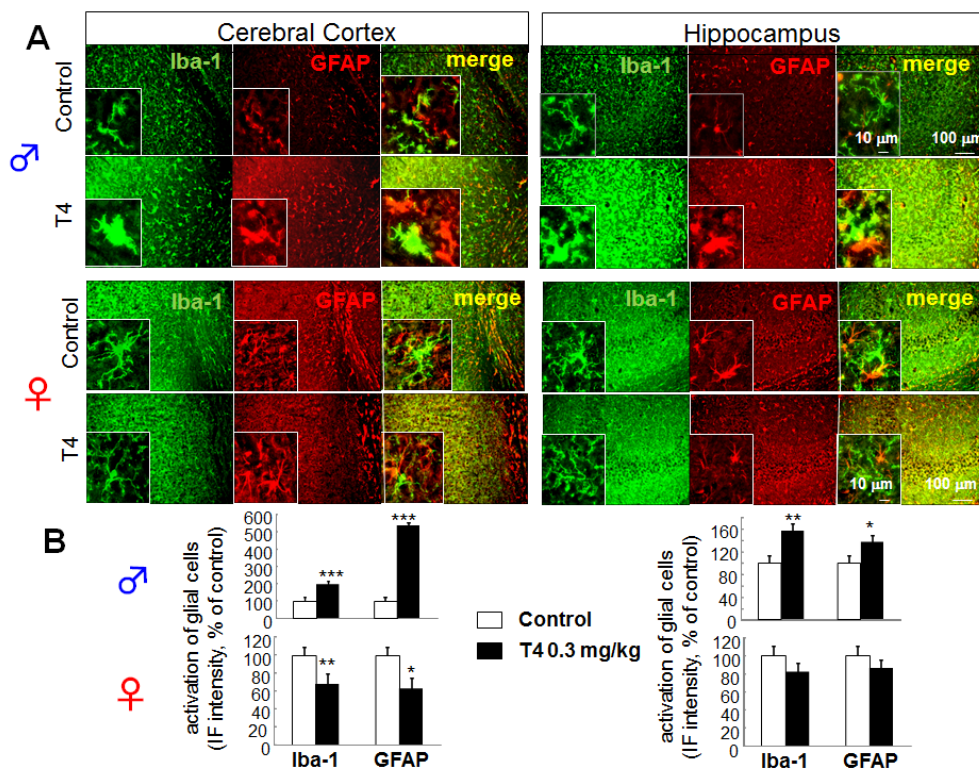 A
Cerebral Cortex
Hippocampus
Iba-1 GFAP merge
Iba-1 GFAP merge
Control
10 µm 100 µm
♂
T4
Iba-1 GFAP merge
Iba-1 GFAP merge
Control
♀
T4
10 µm 100 µm
B
♂
activation of glial cells
(IF intensity, % of control)
600
500
400
300
200
100
0
*** ***
160
120
80
40
0
** *
Control
T4 0.3 mg/kg
♀
120
100
80
60
40
20
0
** *
Iba-1 GFAP
activation of glial cells
(IF intensity, % of control)
120
100
80
60
40
20
0
Iba-1 GFAP